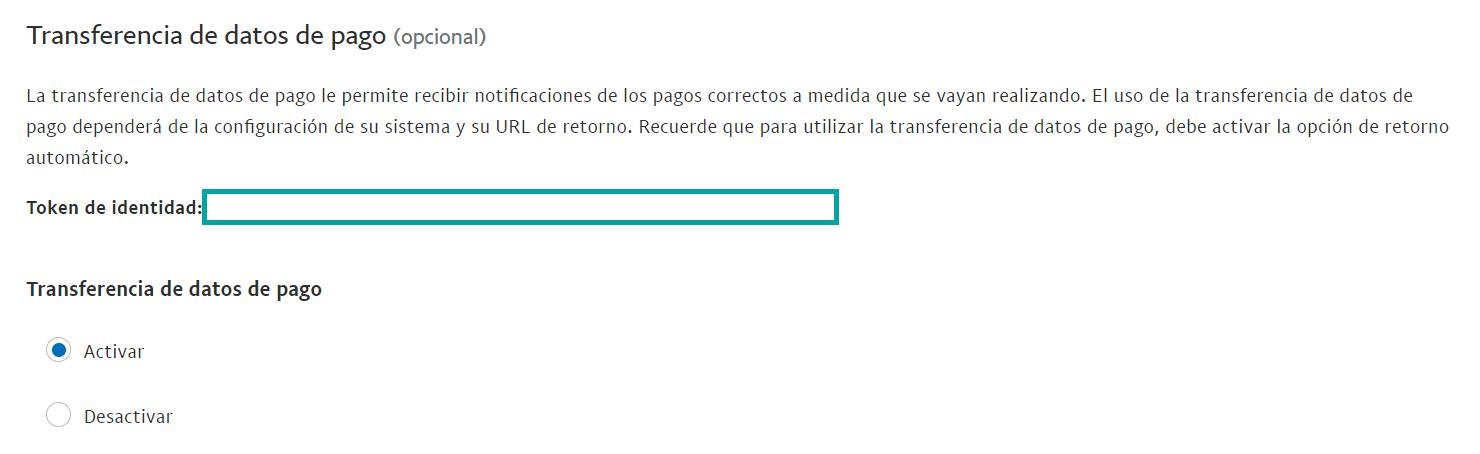 Transferencia de datos de pago (opcional)
La transferencia de datos de pago le permite recibir notificaciones de los pagos correctos a medida que se vayan realizando. El uso de la transferencia de datos de
pago dependerá de la configuración de su sistema y su URL de retorno. Recuerde que para utilizar la transferencia de datos de pago, debe activar la opción de retorno
automático.
Token de identidad:
Transferencia de datos de pago
Activar
Desactivar